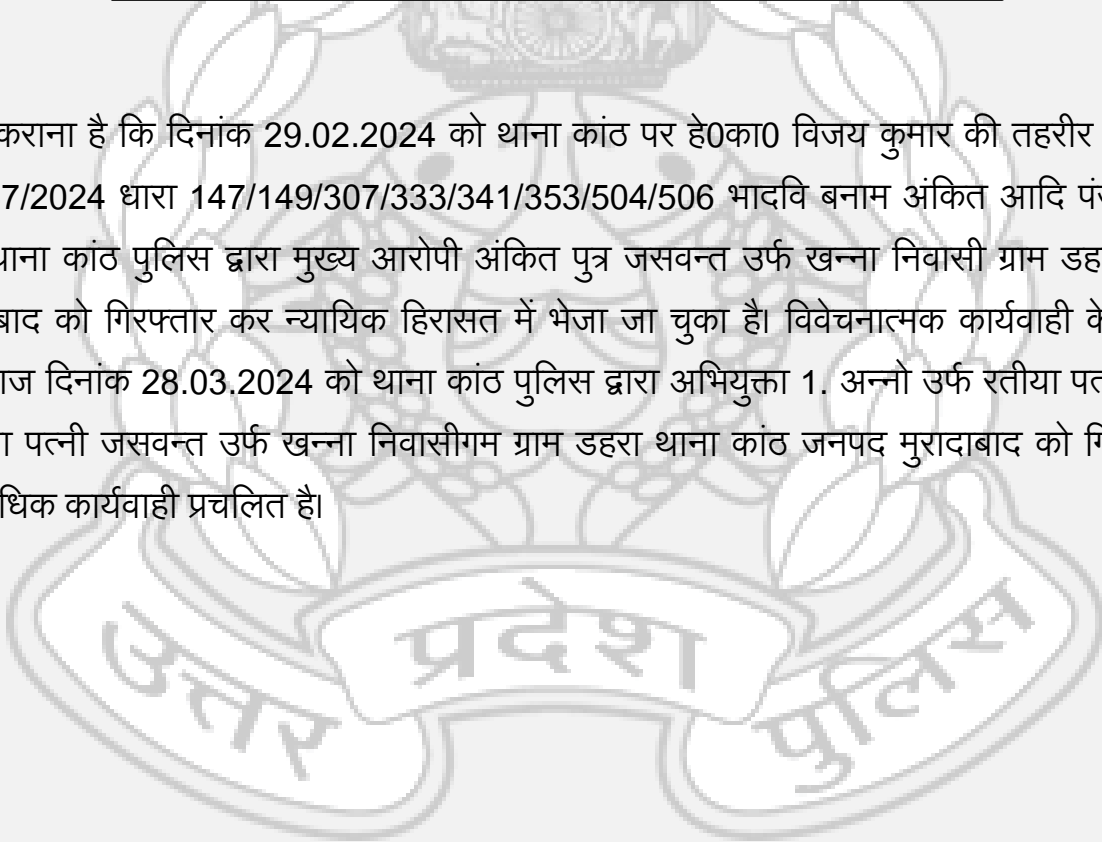 कराना है कि दिनांक 29.02.2024 को थाना कांठ पर हे0का0 विजय कुमार की तहरीर
7/2024 धारा 147/149/307/333/341/353/504/506 भादवि बनाम अंकित आदि
थाना कांठ पुलिस द्वारा मुख्य आरोपी अंकित पुत्र जसवन्त उर्फ खन्ना निवासी ग्राम
बाद को गिरफ्तार कर न्यायिक हिरासत में भेजा जा चुका है। विवेचनात्मक कार्यवाही के
दिनांक 28.03.2024 को थाना कांठ पुलिस द्वारा अभियुक्ता 1. अन्नो उर्फ रतीया
पत्नी जसवन्त उर्फ खन्ना निवासीगम ग्राम डहरा थाना कांठ जनपद मुरादाबाद को
धिक कार्यवाही प्रचलित है।
उत्तर प्रदेश पुलिस